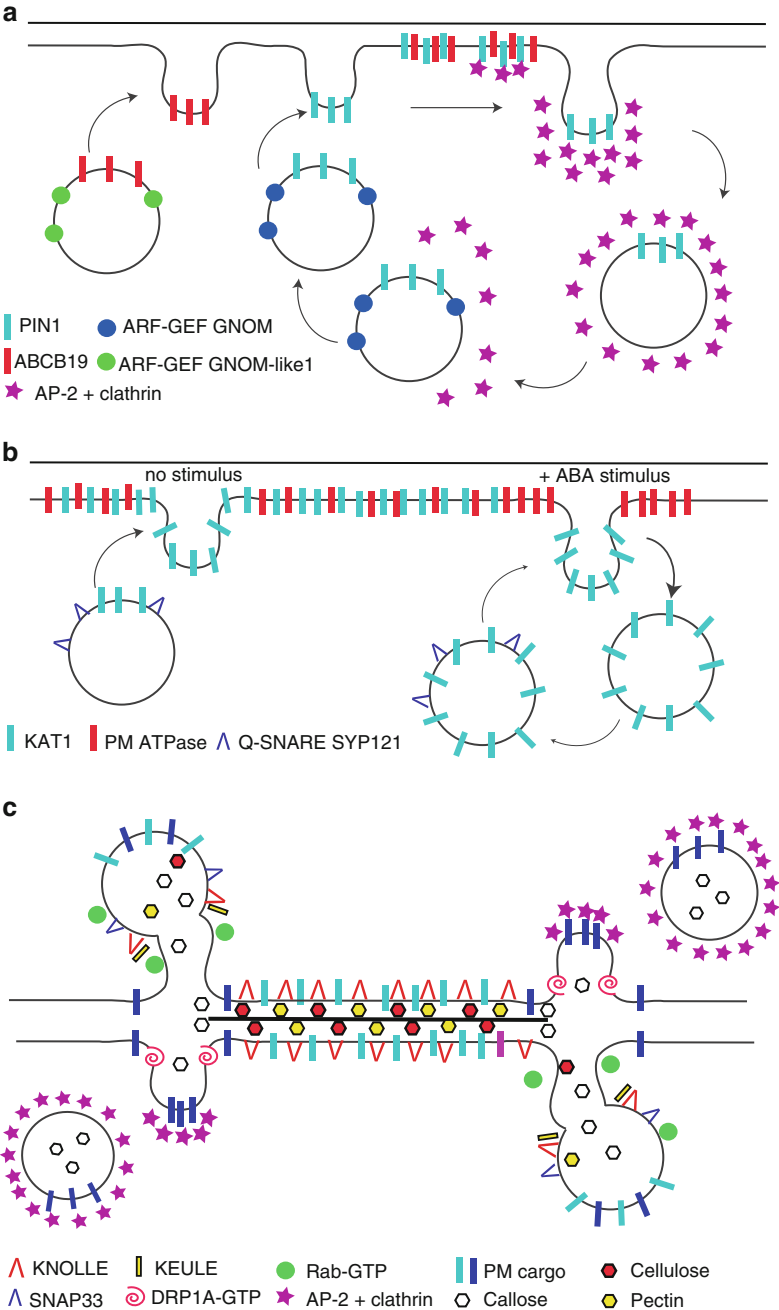 a
PIN1
ARF-GEF GNOM
ABCB19
ARF-GEF GNOM-like1
AP-2 + clathrin
b
no stimulus
+ ABA stimulus
KAT1
PM ATPase
Q-SNARE SYP121
c
KNOLLE
KEULE
Rab-GTP
PM cargo
Cellulose
SNAP33
DRP1A-GTP
AP-2 + clathrin
Callose
Pectin